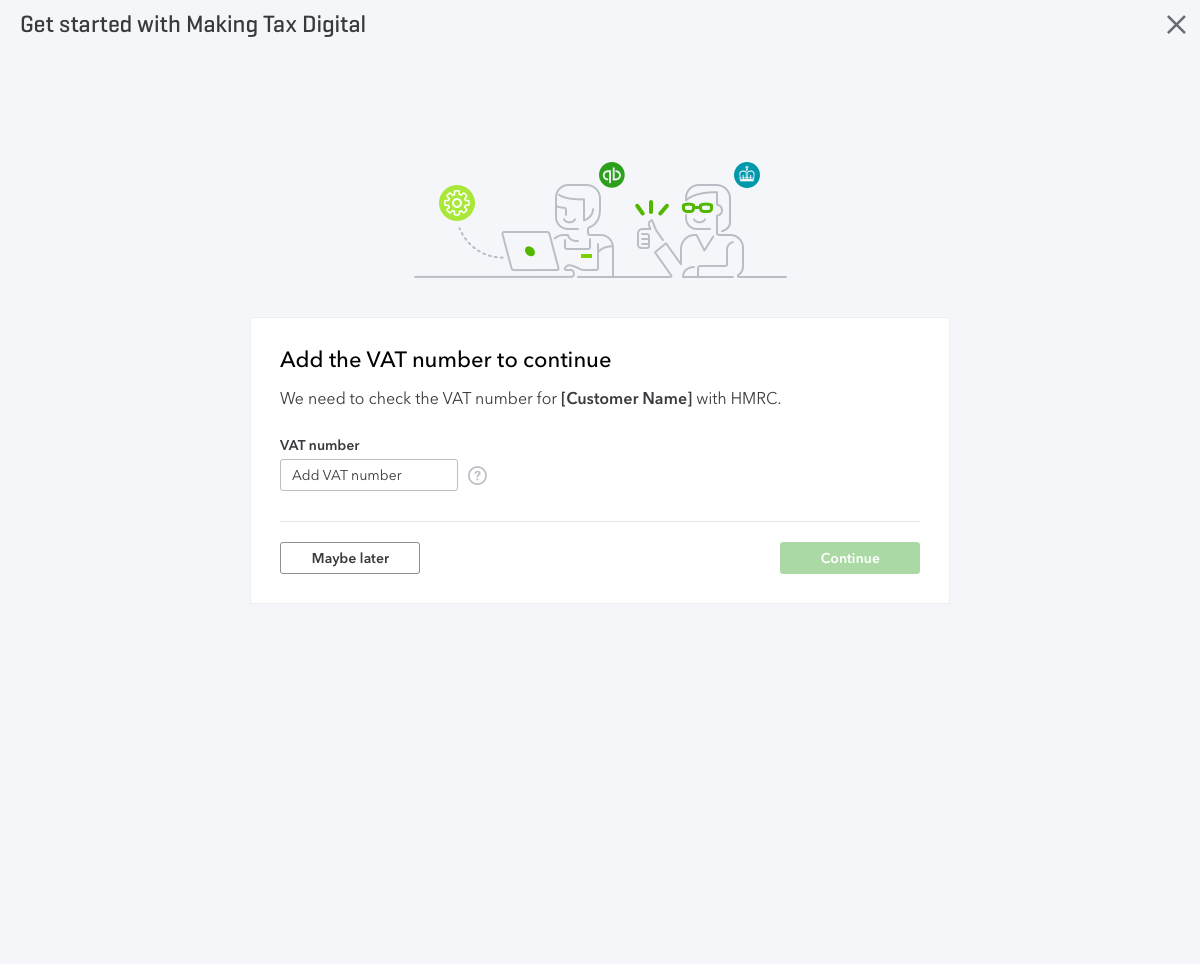 Get started with Making Tax Digital
qb
Add the VAT number to continue
We need to check the VAT number for [Customer Name] with HMRC.
VAT number
Add VAT number
?
Maybe later
Continue